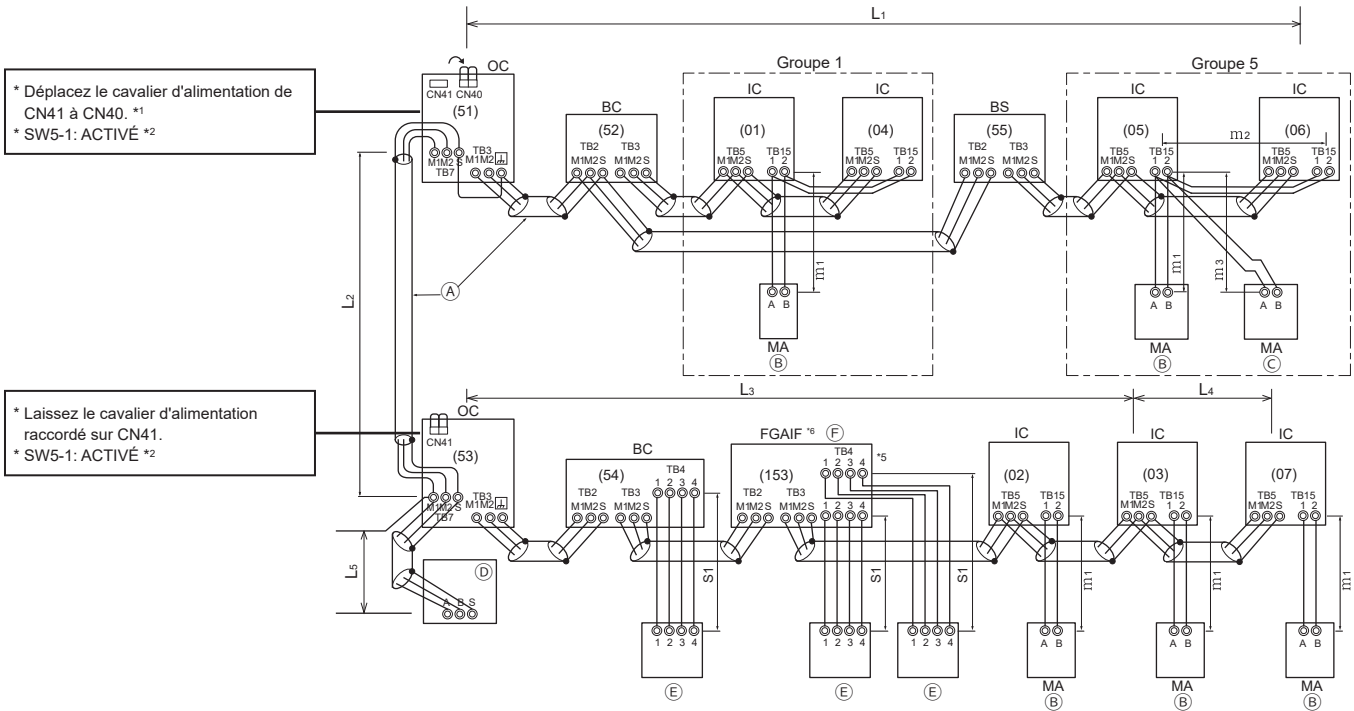 L1
* Déplacez le cavalier d'alimentation de
CN41 à CN40. *1
* SW5-1: ACTIVÉ *2
OC
CN41 CN40
(51)
TB3
M1M2 S M1M2
TB7
BC
(52)
TB2 TB3
M1M2S M1M2S
Groupe 1
IC
(01)
TB5 TB15
M1M2S 1 2
IC
(04)
TB5 TB15
M1M2S 1 2
m1
A B
MA
B
BS
(55)
TB2 TB3
M1M2S M1M2S
Groupe 5
IC
(05)
TB5 TB15
M1M2S 1 2
m2
IC
(06)
TB5 TB15
M1M2S 1 2
m1
m3
A B
MA
B
A B
MA
C
L2
A
* Laissez le cavalier d'alimentation
raccordé sur CN41.
* SW5-1: ACTIVÉ *2
L3
L4
OC
CN41
(53)
TB3
M1M2 S M1M2
TB7
L5
D
A B S
BC
(54)
TB4
1 2 3 4
TB2 TB3
M1M2S M1M2S
S1
1 2 3 4
E
FGAIF *6 F
(153)
TB4
1 2 3 4
*5
TB2 TB3
M1M2S M1M2S
1 2 3 4
S1
S1
1 2 3 4
E
1 2 3 4
E
IC
(02)
TB5 TB15
M1M2S 1 2
m1
A B
MA
B
IC
(03)
TB5 TB15
M1M2S 1 2
m1
A B
MA
B
IC
(07)
TB5 TB15
M1M2S 1 2
m1
A B
MA
B